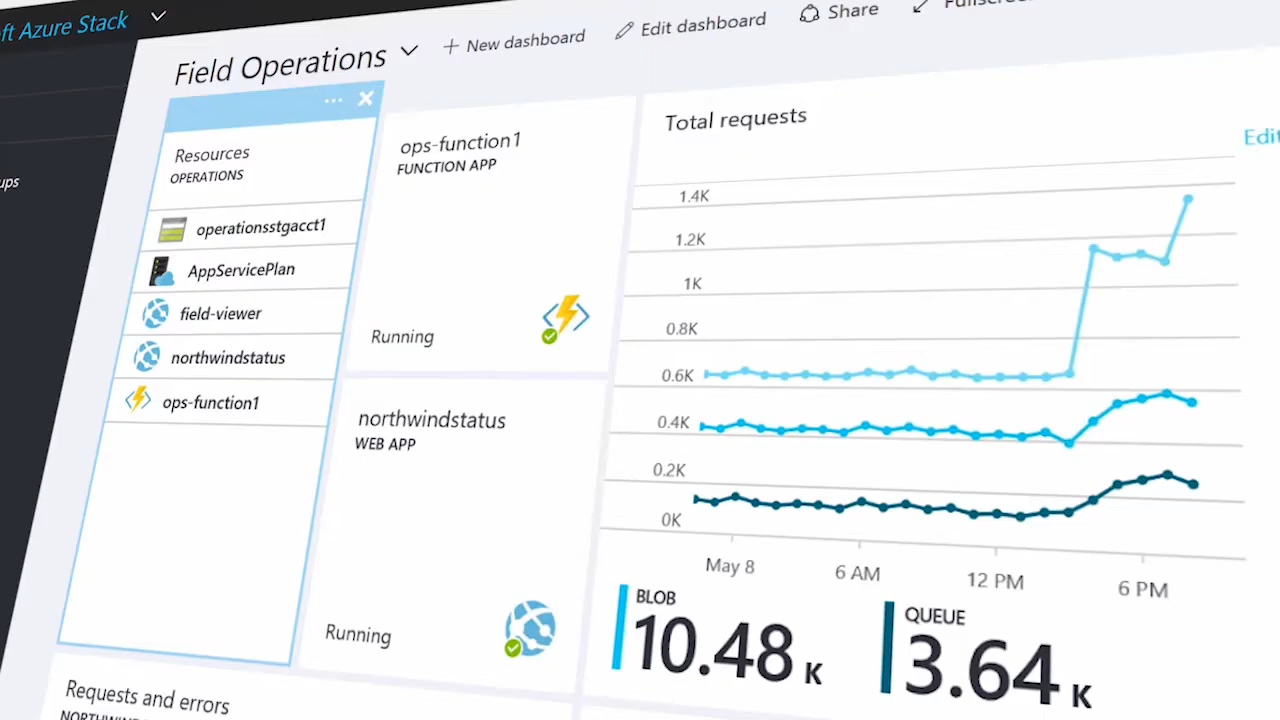 ft Azure Stack
Field Operations
New dashboard
Edit dashboard
Share
ups
Resources
OPERATIONS
operationsstgacct1
AppServicePlan
field-viewer
northwindstatus
ops-function1
ops-function1
FUNCTION APP
Running
northwindstatus
WEB APP
Running
Total requests
Edit
1.4K
1.2K
1K
0.8K
0.6K
0.4K
0.2K
0K
May 8
6 AM
12 PM
6 PM
BLOB
10.48 K
QUEUE
3.64 K
Requests and errors